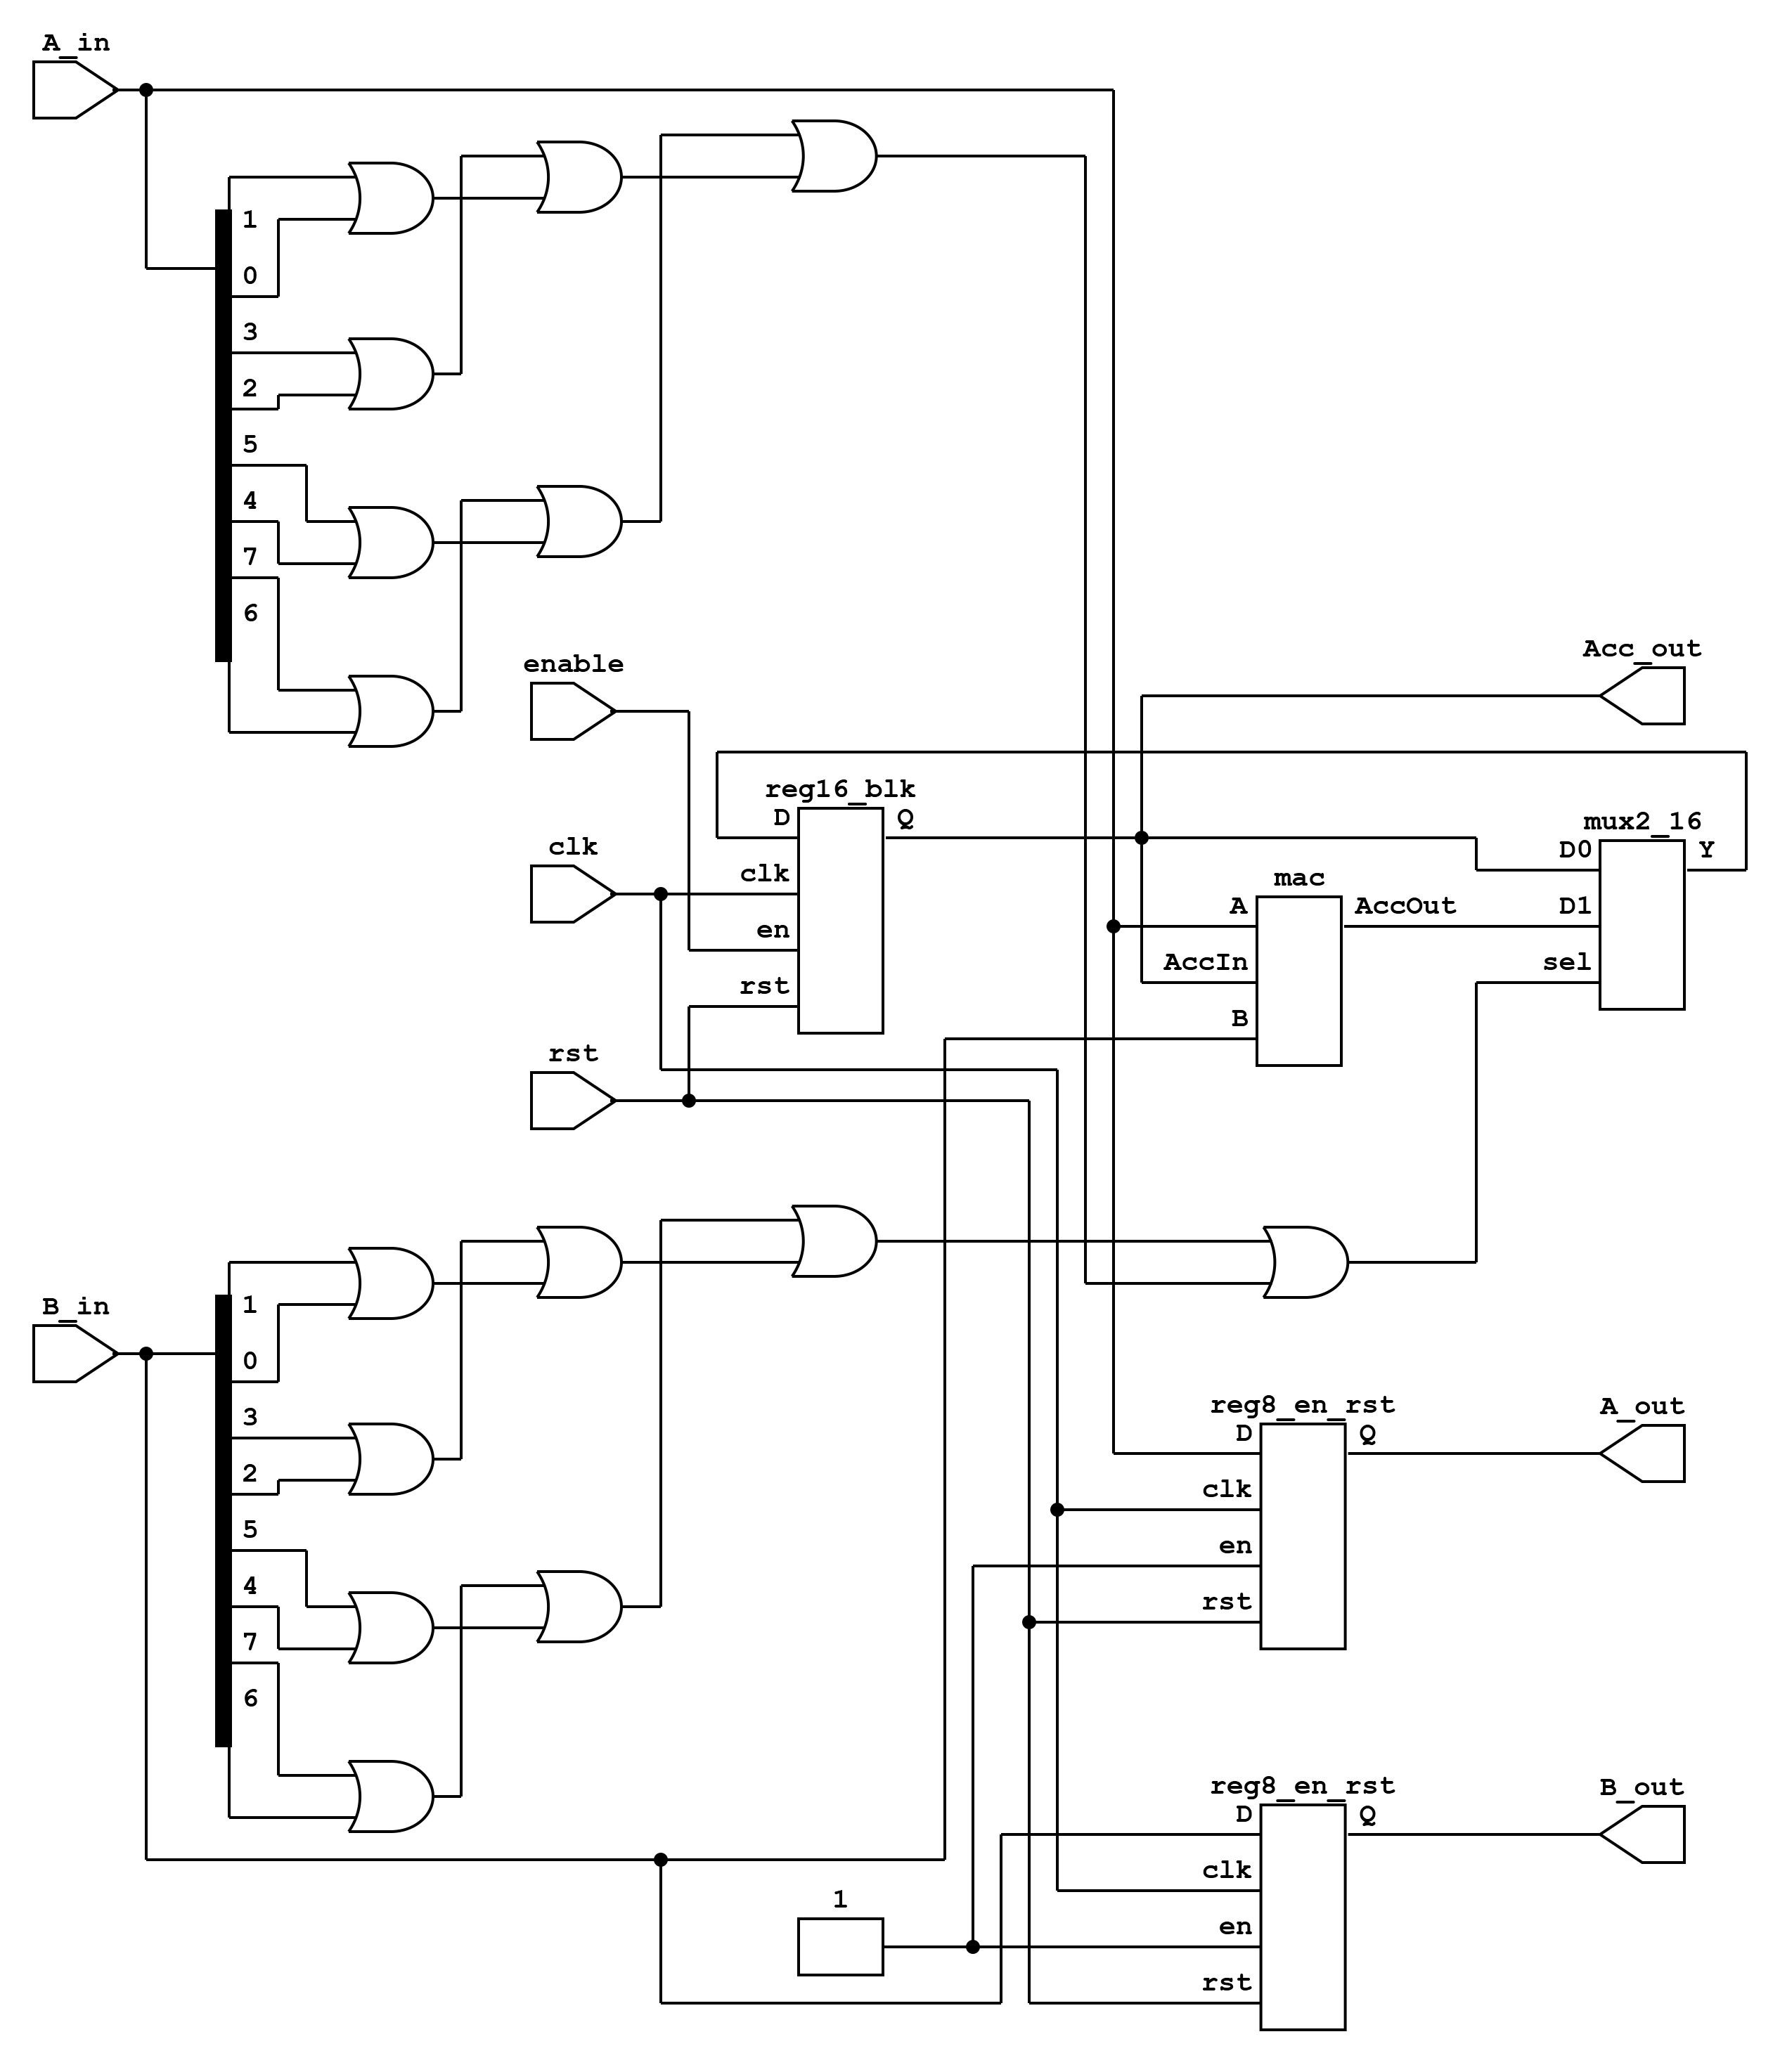 A_in
1
0
3
2
5
4
7
6
enable
Acc_out
reg16_blk
D Q
clk
en
rst
clk
rst
mac
A AccOut
AccIn
B
mux2_16
D0 Y
D1
sel
B_in
1
0
3
2
5
4
7
6
reg8_en_rst
D Q
clk
en
rst
A_out
reg8_en_rst
D Q
clk
en
rst
B_out
1